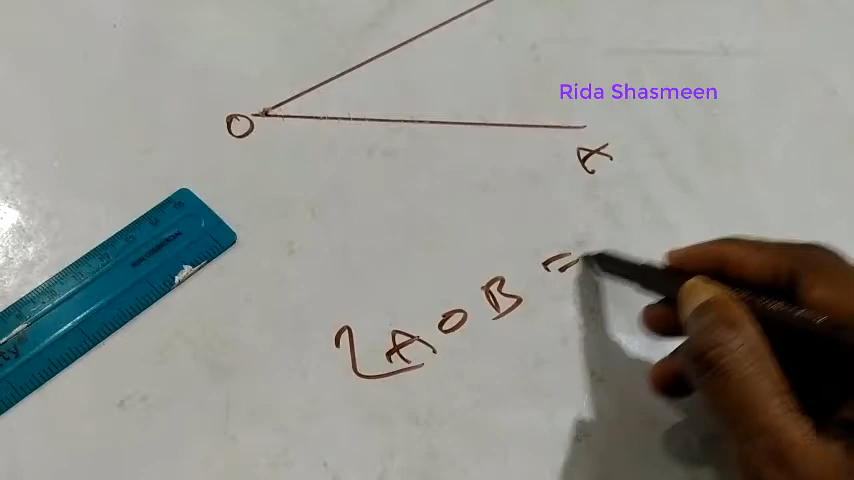 Rida Shasmeen
O
A
∠AOB =